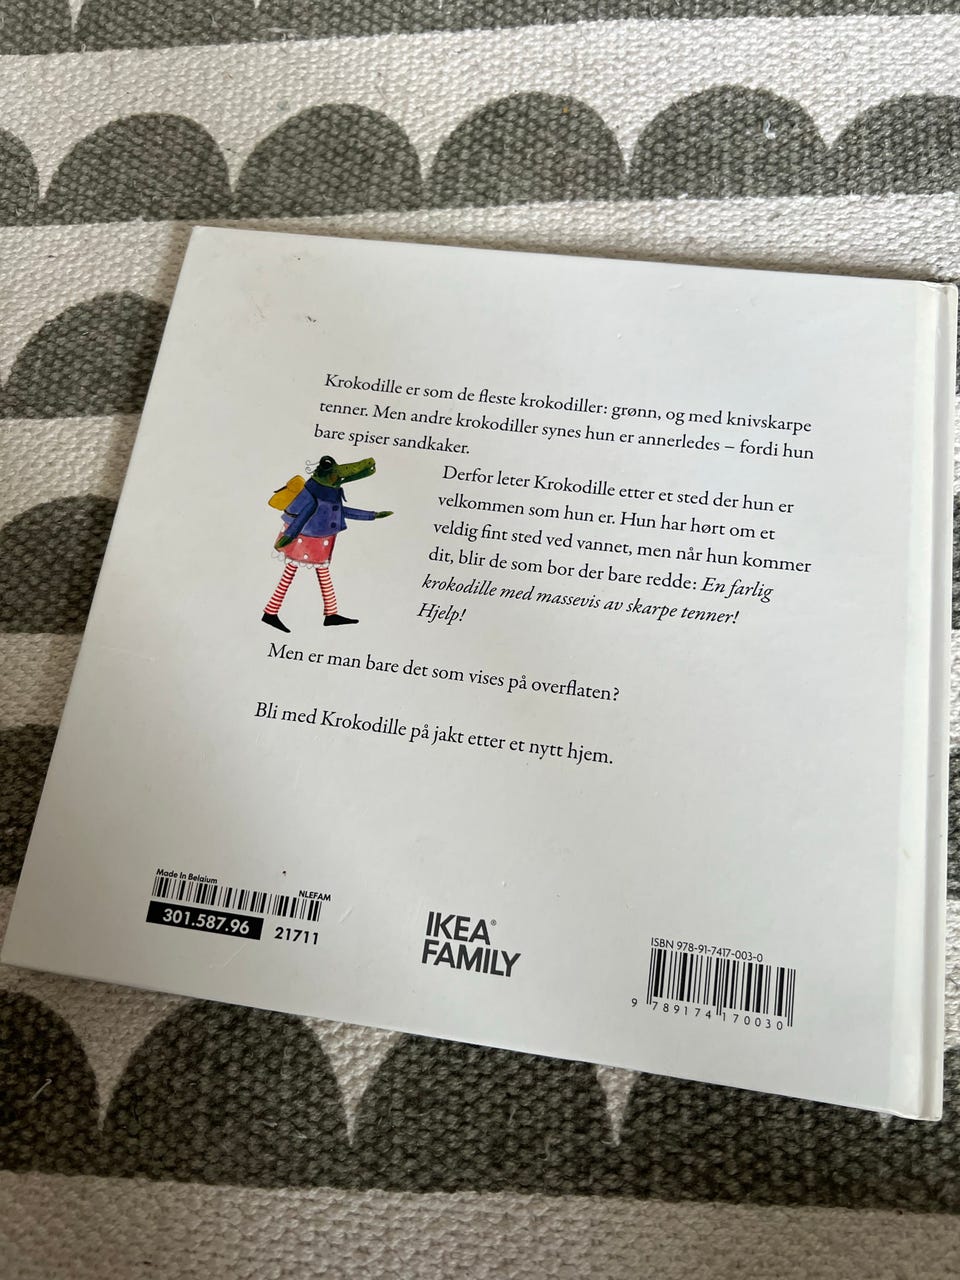 Krokodille er som de fleste krokodiller: grønn, og med knivskarpe
tenner. Men andre krokodiller synes hun er annerledes – fordi hun
bare spiser sandkaker.
Derfor leter Krokodille etter et sted der hun er
velkommen som hun er. Hun har hørt om et
veldig fint sted ved vannet, men når hun kommer
dit, blir de som bor der bare redde: En farlig
krokodille med massevis av skarpe tenner!
Hjelp!
Men er man bare det som vises på overflaten?
Bli med Krokodille på jakt etter et nytt hjem.
Made In Belgium
NLEFAM
301.587.96 21711
IKEA®
FAMILY
ISBN 978-91-7417-003-0
9 789174 170030